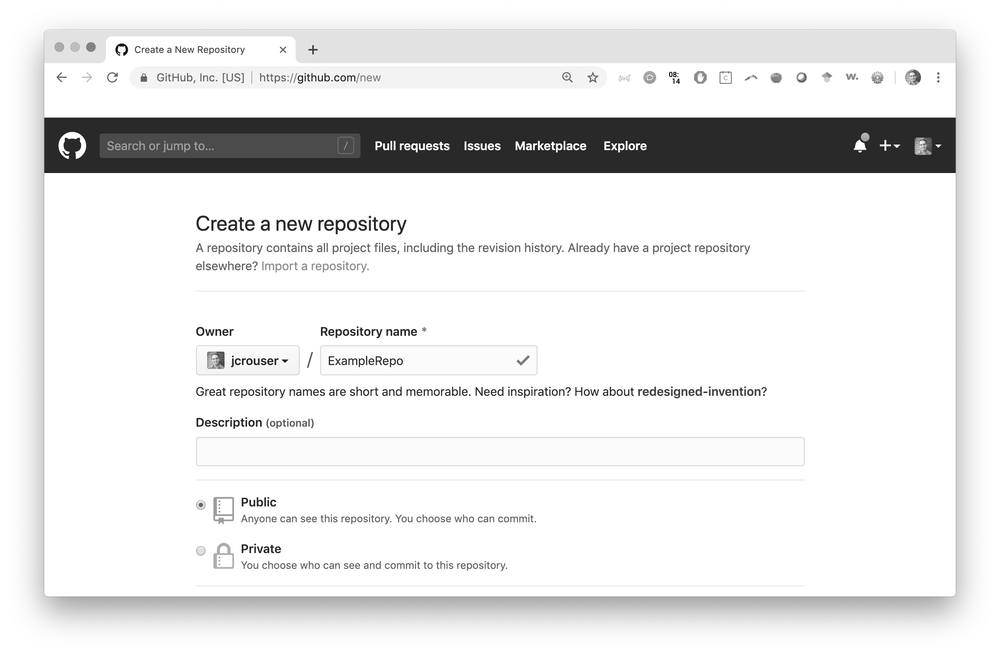 Create a New Repository
GitHub, Inc. [US] | https://github.com/new
08:
14
C
w.
Search or jump to...
/
Pull requests
Issues
Marketplace
Explore
Create a new repository
A repository contains all project files, including the revision history. Already have a project repository
elsewhere? Import a repository.
Owner
Repository name *
jcrouser / ExampleRepo
Great repository names are short and memorable. Need inspiration? How about redesigned-invention?
Description (optional)
Public
Anyone can see this repository. You choose who can commit.
Private
You choose who can see and commit to this repository.